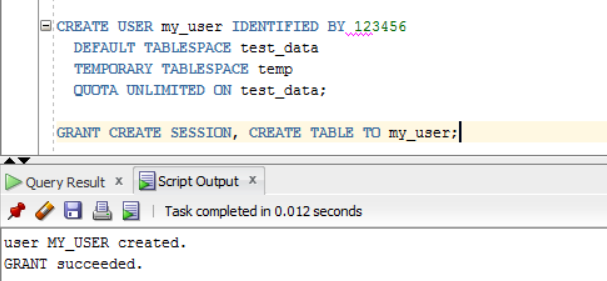 CREATE USER my_user IDENTIFIED BY 123456
DEFAULT TABLESPACE test_data
TEMPORARY TABLESPACE temp
QUOTA UNLIMITED ON test_data;
GRANT CREATE SESSION, CREATE TABLE TO my_user;
Query Result x Script Output x
Task completed in 0.012 seconds
user MY_USER created.
GRANT succeeded.